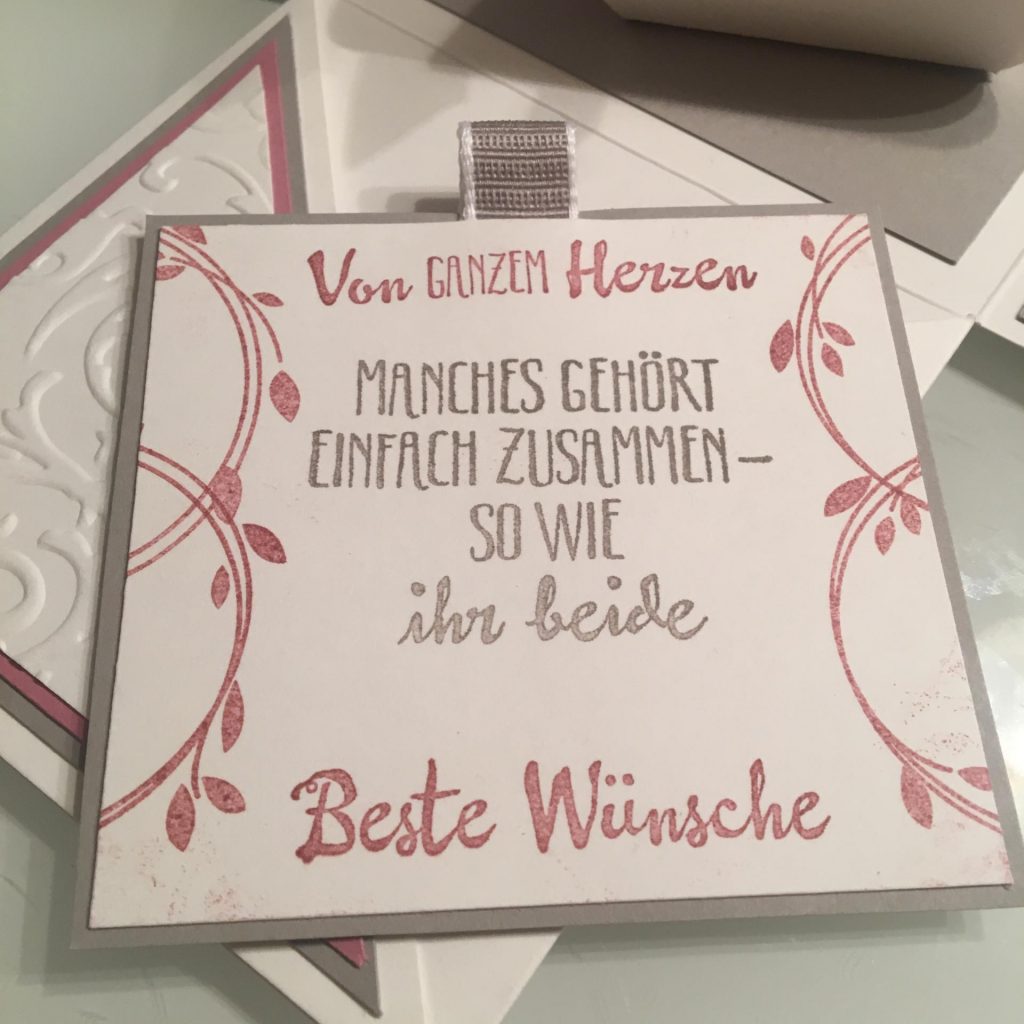 Von GANZEM Herzen
MANCHES GEHÖRT
EINFACH ZUSAMMEN –
SO WIE
ihr beide
Beste Wünsche